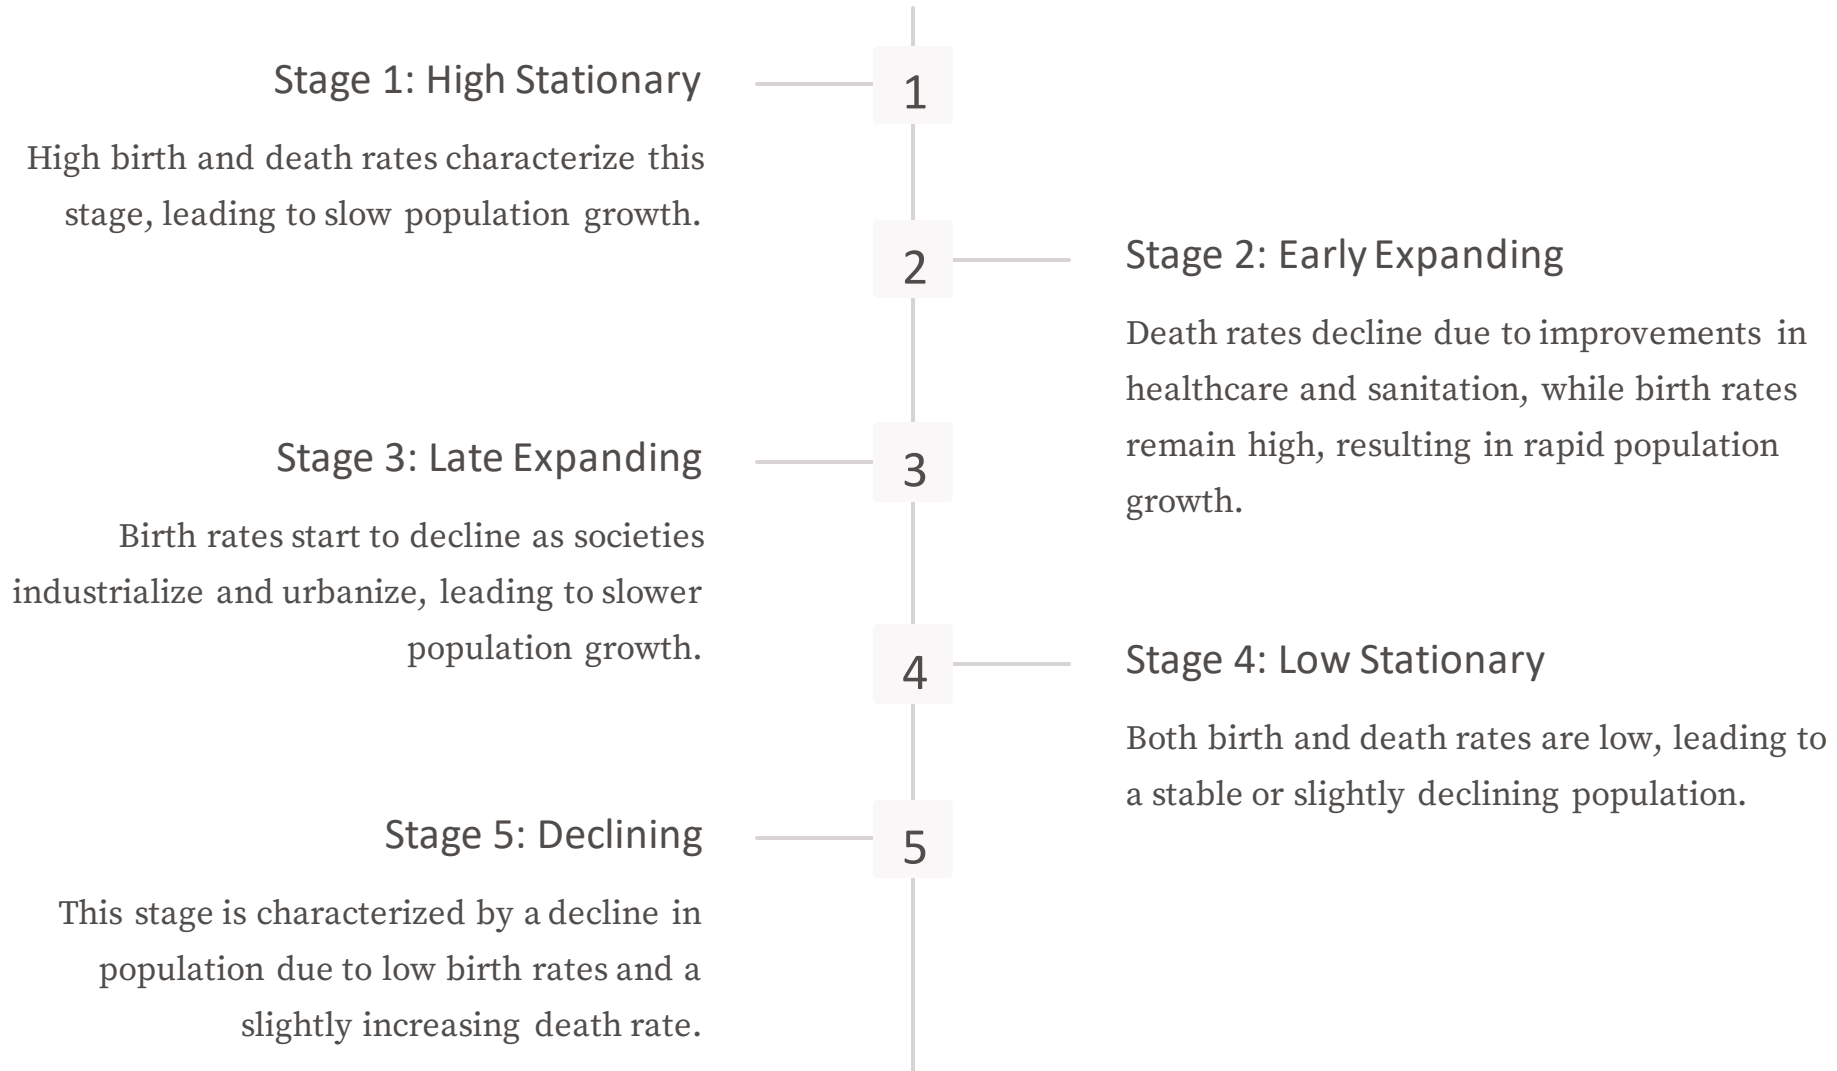 1
Stage 1: High Stationary
High birth and death rates characterize this
stage, leading to slow population growth.
2
Stage 2: Early Expanding
Death rates decline due to improvements in
healthcare and sanitation, while birth rates
remain high, resulting in rapid population
growth.
3
Stage 3: Late Expanding
Birth rates start to decline as societies
industrialize and urbanize, leading to slower
population growth.
4
Stage 4: Low Stationary
Both birth and death rates are low, leading to
a stable or slightly declining population.
5
Stage 5: Declining
This stage is characterized by a decline in
population due to low birth rates and a
slightly increasing death rate.